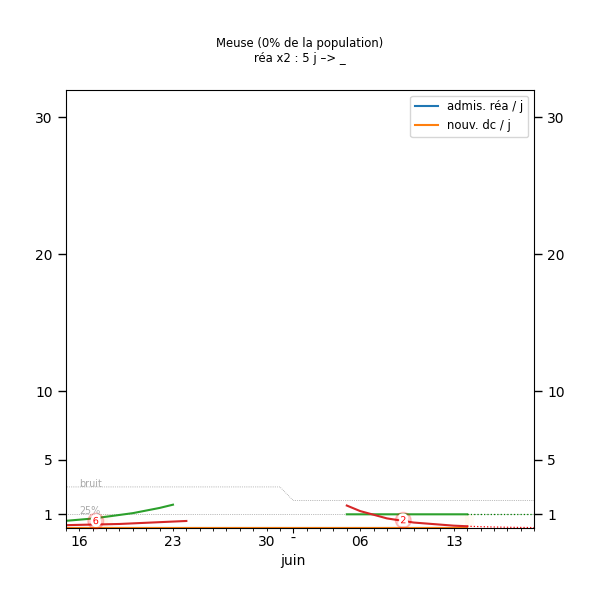 Meuse (0% de la population)
réa x2 : 5 j –> _
admis. réa / j
nouv. dc / j
30 30
20 20
10 10
5 5
bruit
25%
1 1
6 2
16 23 30 - 06 13
juin